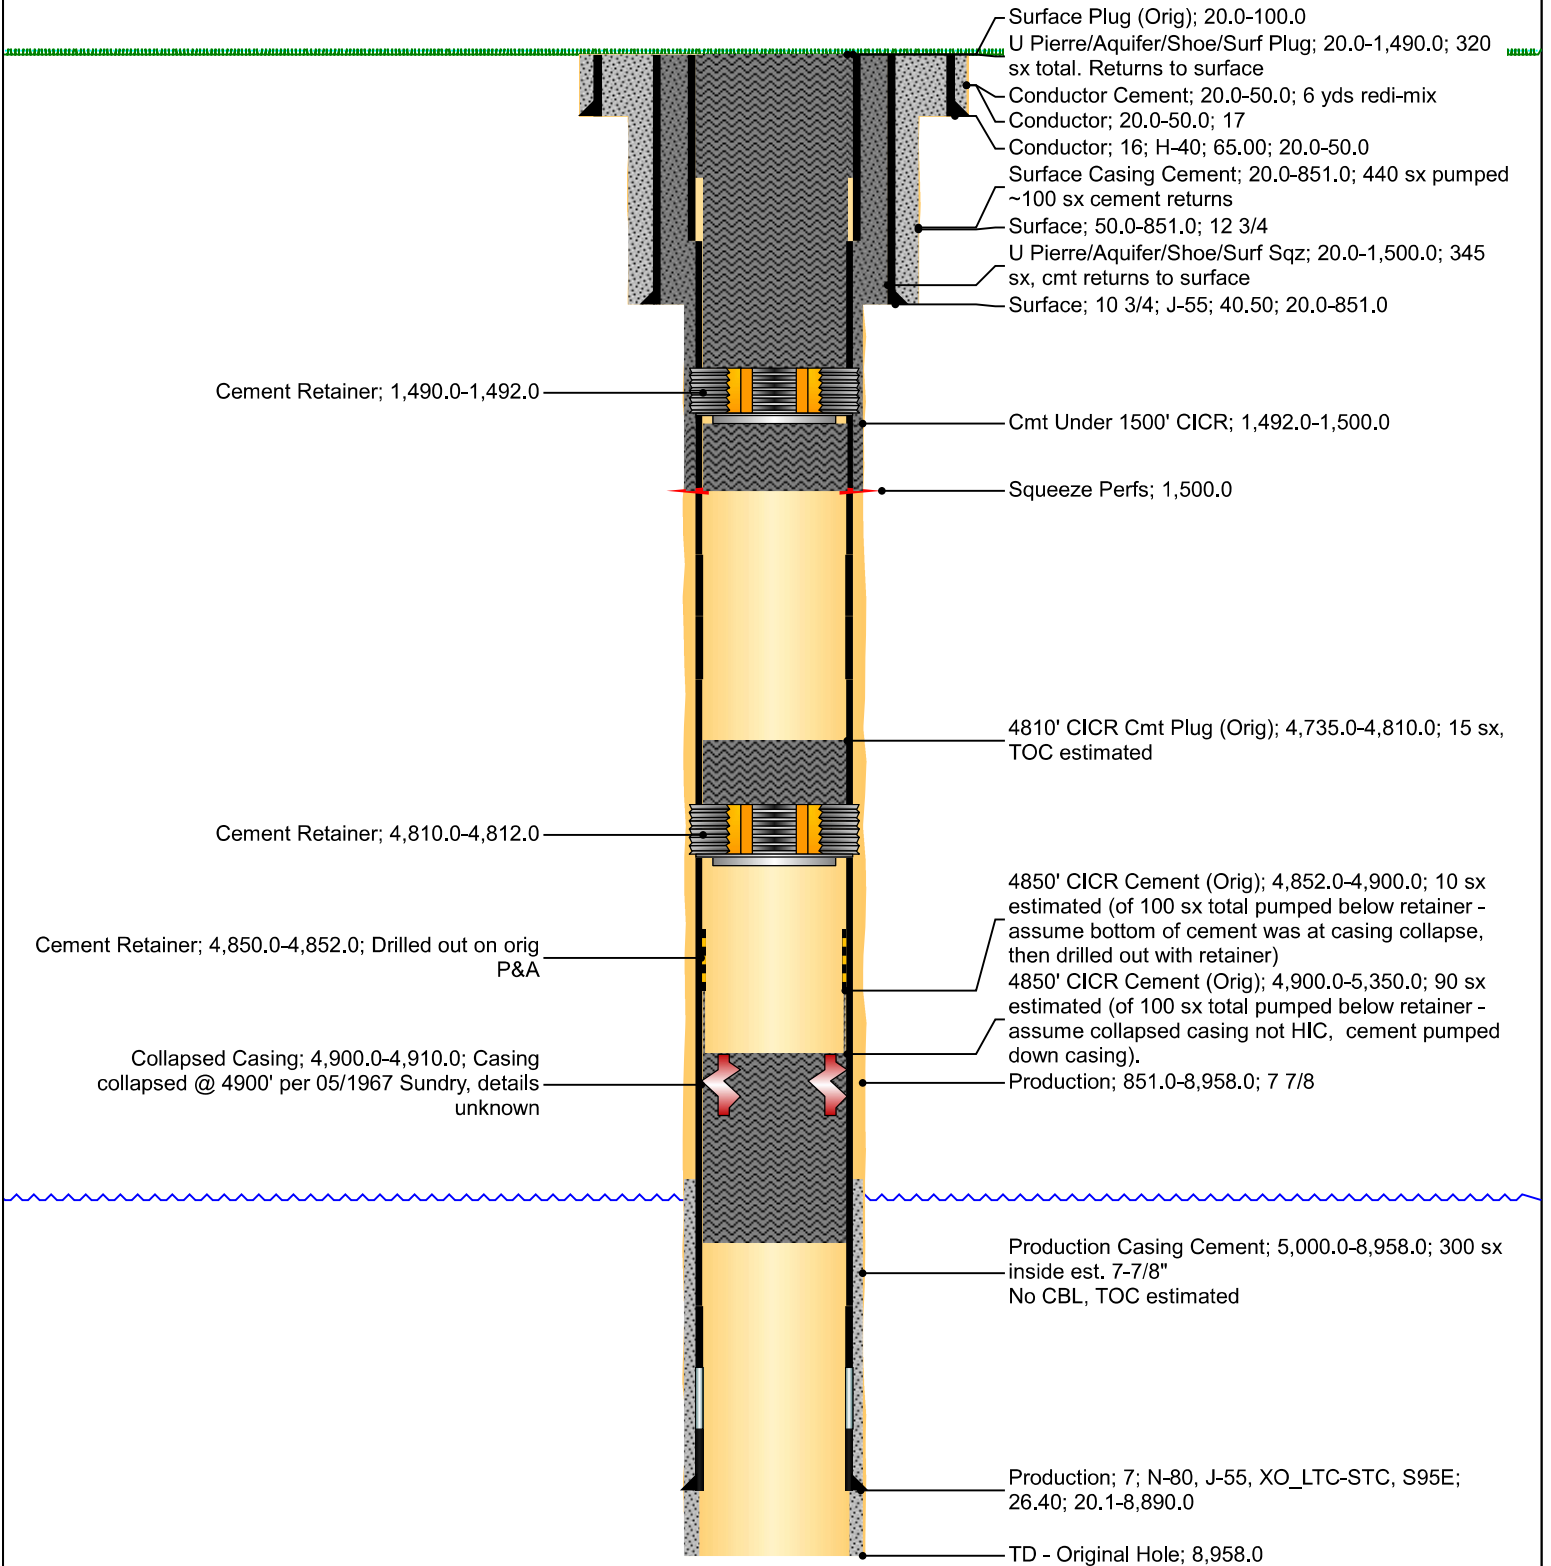 Surface Plug (Orig); 20.0-100.0
U Pierre/Aquifer/Shoe/Surf Plug; 20.0-1,490.0; 320
sx total. Returns to surface
Conductor Cement; 20.0-50.0; 6 yds redi-mix
Conductor; 20.0-50.0; 17
Conductor; 16; H-40; 65.00; 20.0-50.0
Surface Casing Cement; 20.0-851.0; 440 sx pumped
~100 sx cement returns
Surface; 50.0-851.0; 12 3/4
U Pierre/Aquifer/Shoe/Surf Sqz; 20.0-1,500.0; 345
sx, cmt returns to surface
Surface; 10 3/4; J-55; 40.50; 20.0-851.0
Cement Retainer; 1,490.0-1,492.0
Cmt Under 1500' CICR; 1,492.0-1,500.0
Squeeze Perfs; 1,500.0
4810' CICR Cmt Plug (Orig); 4,735.0-4,810.0; 15 sx,
TOC estimated
Cement Retainer; 4,810.0-4,812.0
4850' CICR Cement (Orig); 4,852.0-4,900.0; 10 sx
estimated (of 100 sx total pumped below retainer -
assume bottom of cement was at casing collapse,
then drilled out with retainer)
Cement Retainer; 4,850.0-4,852.0; Drilled out on orig
P&A
4850' CICR Cement (Orig); 4,900.0-5,350.0; 90 sx
estimated (of 100 sx total pumped below retainer -
assume collapsed casing not HIC,  cement pumped
down casing).
Collapsed Casing; 4,900.0-4,910.0; Casing
collapsed @ 4900' per 05/1967 Sundry, details
unknown
Production; 851.0-8,958.0; 7 7/8
Production Casing Cement; 5,000.0-8,958.0; 300 sx
inside est. 7-7/8"
No CBL, TOC estimated
Production; 7; N-80, J-55, XO_LTC-STC, S95E;
26.40; 20.1-8,890.0
TD - Original Hole; 8,958.0